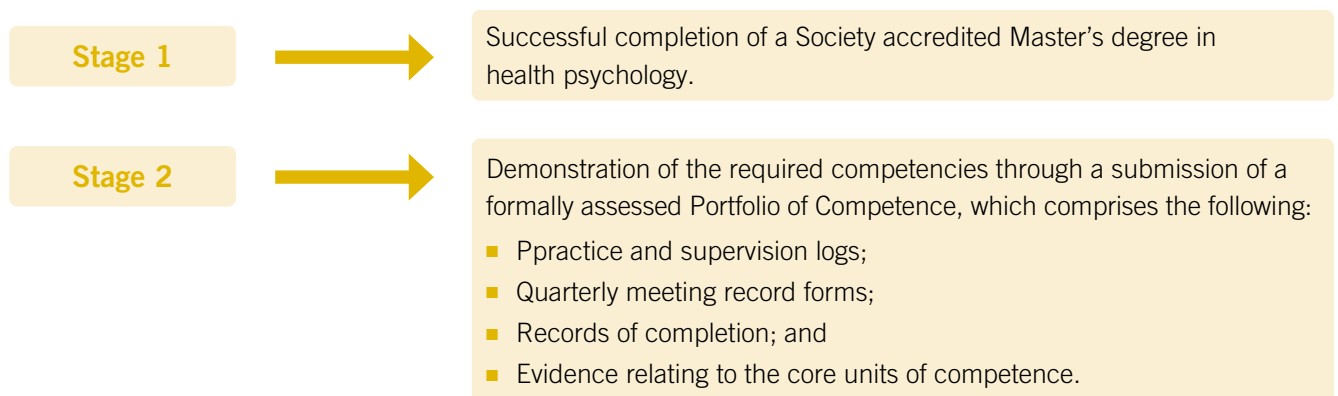 Stage 1
Successful completion of a Society accredited Master’s degree in
health psychology.
Stage 2
Demonstration of the required competencies through a submission of a
formally assessed Portfolio of Competence, which comprises the following:
■ Ppractice and supervision logs;
■ Quarterly meeting record forms;
■ Records of completion; and
■ Evidence relating to the core units of competence.